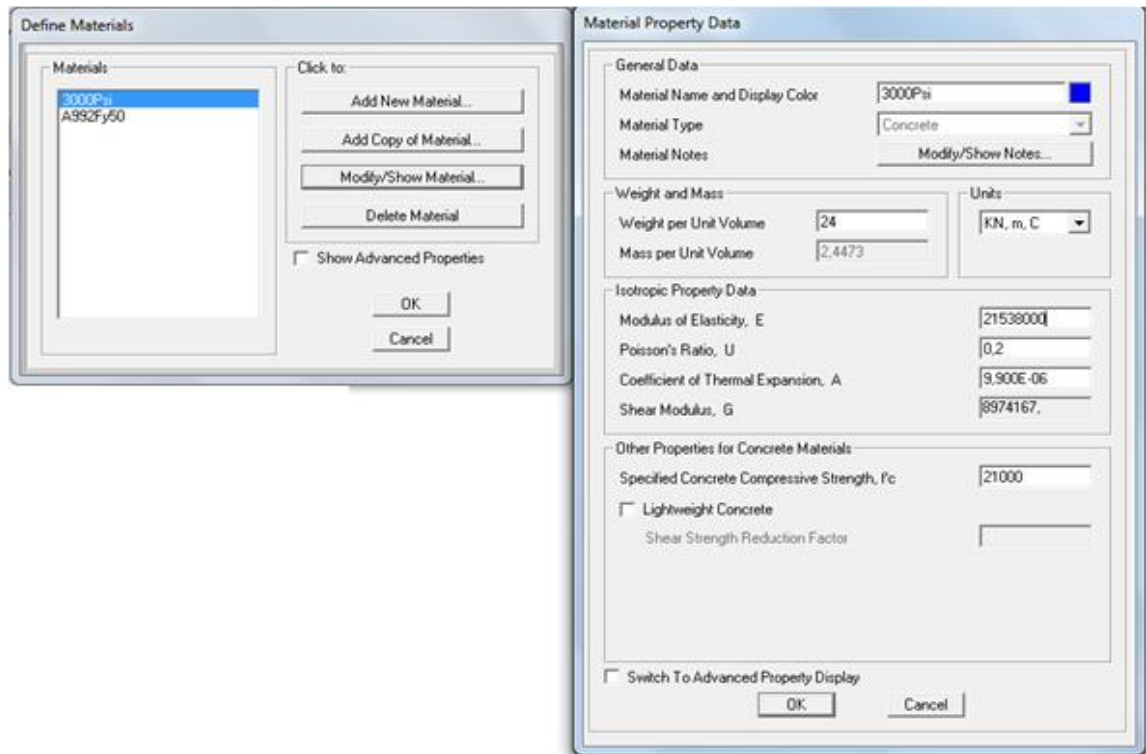 Define Materials
Materials
3000Psi
A992Fy50
Click to:
Add New Material...
Add Copy of Material...
Modify/Show Material...
Delete Material
Show Advanced Properties
OK
Cancel
Material Property Data
General Data
Material Name and Display Color 3000Psi
Material Type Concrete
Material Notes Modify/Show Notes...
Weight and Mass
Weight per Unit Volume 24
Mass per Unit Volume 2,4473
Units
KN, m, C
Isotropic Property Data
Modulus of Elasticity, E 21538000
Poisson's Ratio, U 0,2
Coefficient of Thermal Expansion, A 9,900E-06
Shear Modulus, G 8974167,
Other Properties for Concrete Materials
Specified Concrete Compressive Strength, f'c 21000
Lightweight Concrete
Shear Strength Reduction Factor
Switch To Advanced Property Display
OK Cancel